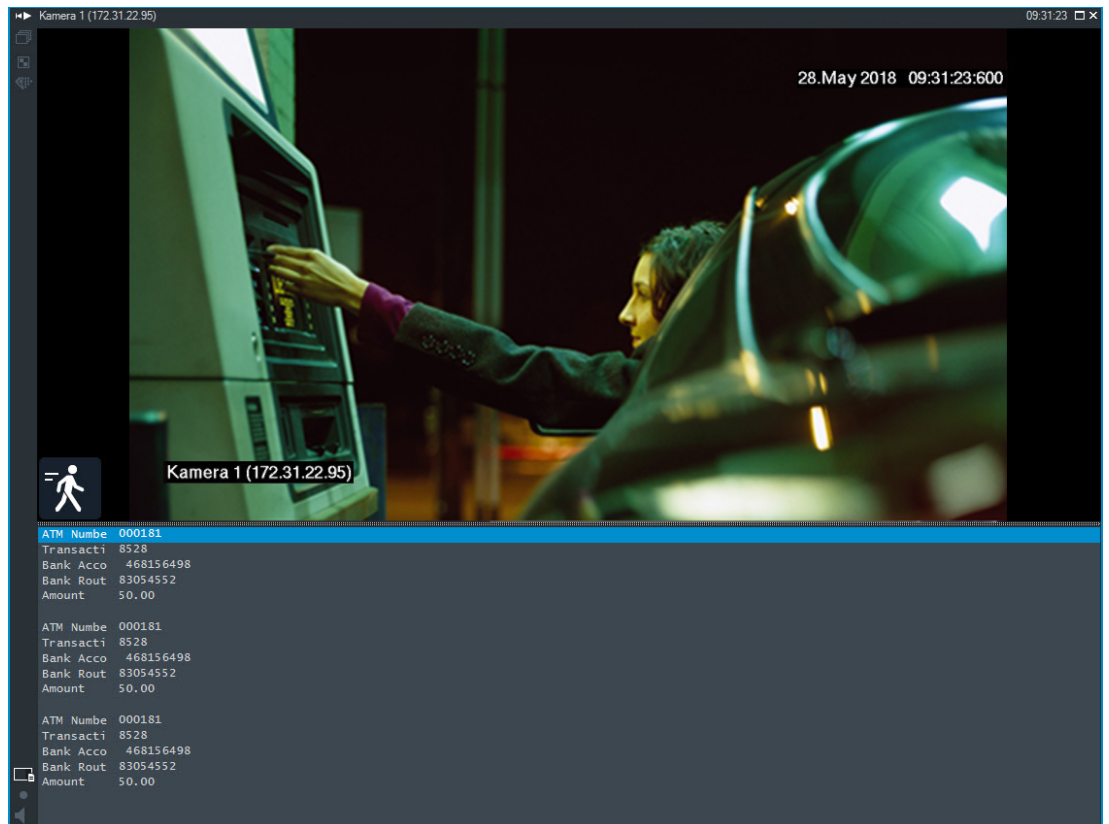 Kamera 1 (172.31.22.95)
09:31:23
28.May 2018 09:31:23:600
Kamera 1 (172.31.22.95)
ATM Numbe 000181
Transacti 8528
Bank Acco 468156498
Bank Rout 83054552
Amount 50.00
ATM Numbe 000181
Transacti 8528
Bank Acco 468156498
Bank Rout 83054552
Amount 50.00
ATM Numbe 000181
Transacti 8528
Bank Acco 468156498
Bank Rout 83054552
Amount 50.00